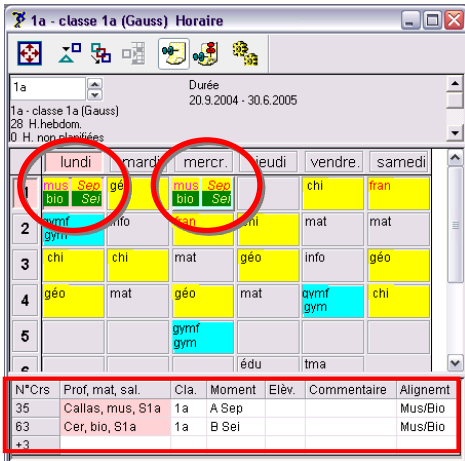 1a - classe 1a (Gauss) Horaire
1a
Durée
20.9.2004 - 30.6.2005
1a - classe 1a (Gauss)
28 H.hebdom.
0 H. non planifiées
lundi mardi mercr. jeudi vendre. samedi
1 mus Sep gé mus Sep chi fran
bio Sei bio Sei
2 gymf info fran chi mat mat
gym
3 chi chi mat géo info géo
4 géo mat géo mat gymf chi
gym
5 gymf
gym
6 édu tma
N°Crs Prof, mat, sal. Cla. Moment Elèv. Commentaire Alignemt
35 Callas, mus, S1a 1a A Sep Mus/Bio
63 Cer, bio, S1a 1a B Sei Mus/Bio
+3